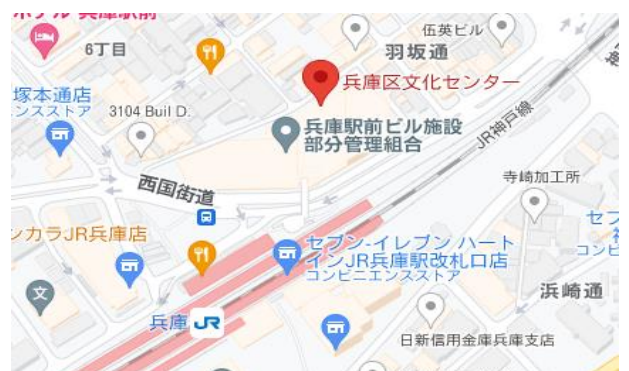 ホテル 兵庫駅前
6丁目
伍英ビル
羽坂通
兵庫区文化センター
塚本通店
ンスストア
3104 Buil D.
兵庫駅前ビル施設
部分管理組合
JR神戸線
西国街道
寺崎加工所
ンカラJR兵庫店
セブン-イレブン ハート
インJR兵庫駅改札口店
コンビニエンスストア
セブ
コンビ
文
浜崎通
兵庫 JR
日新信用金庫兵庫支店